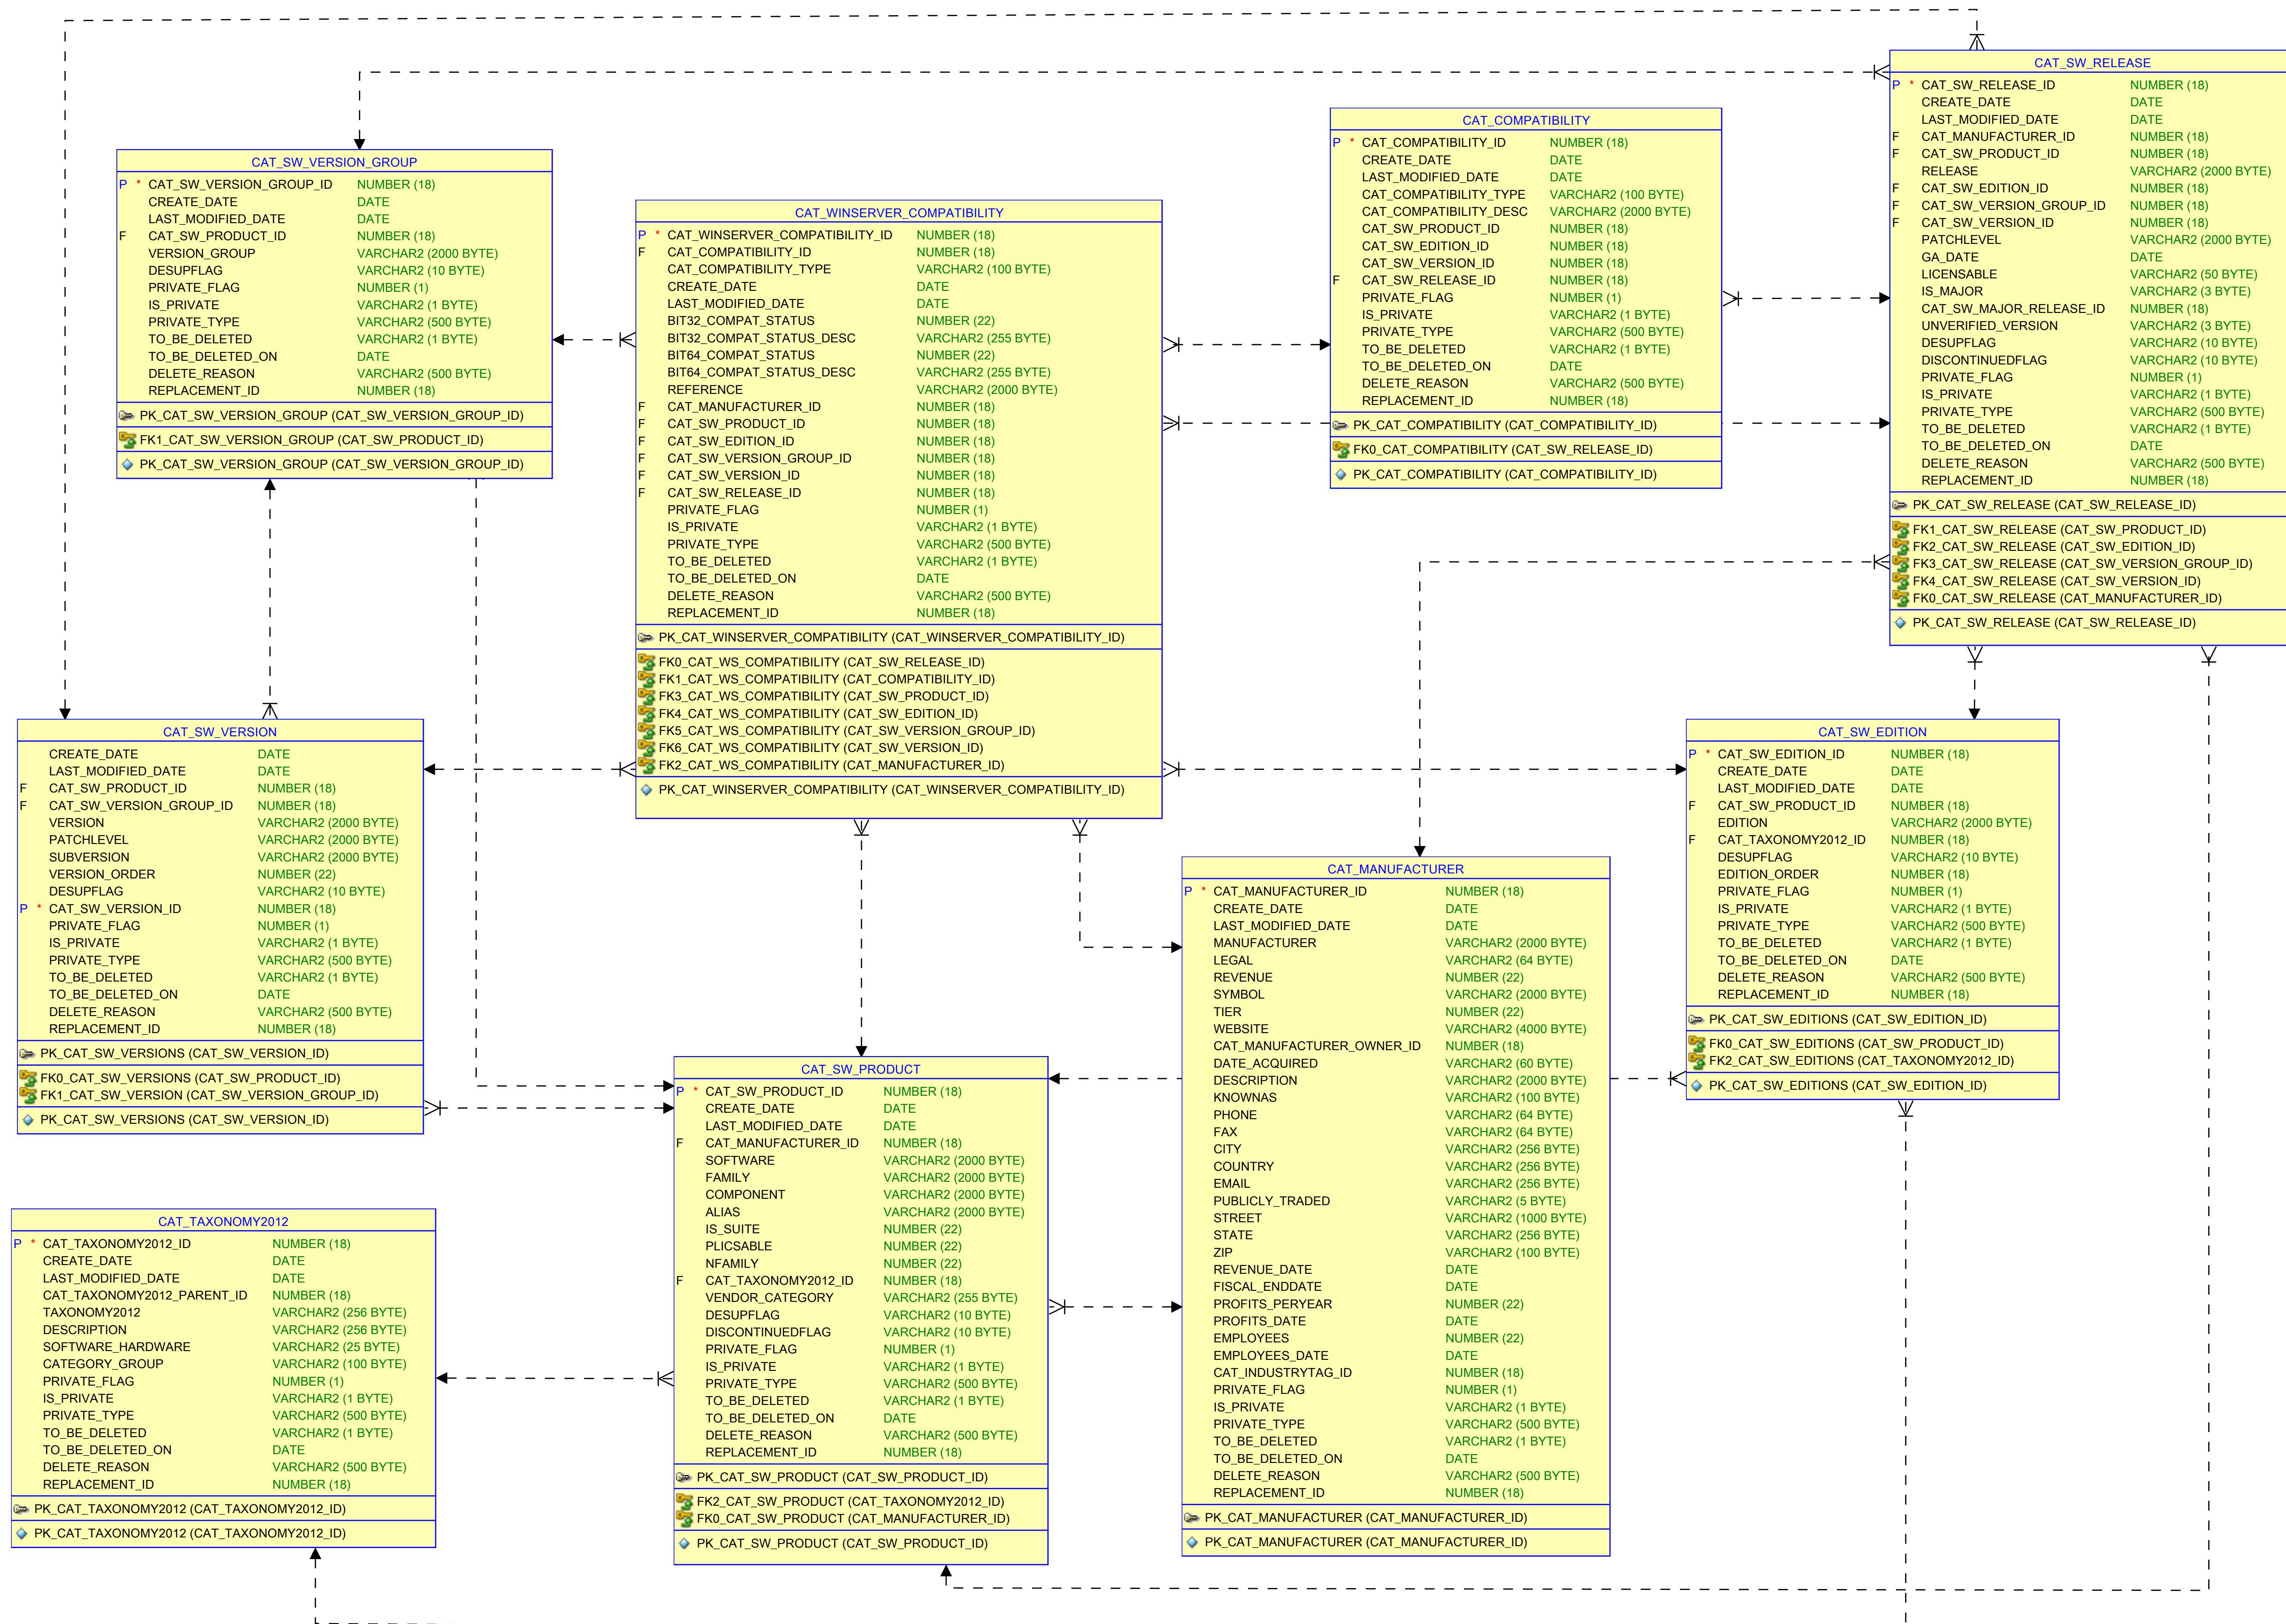 CAT_SW_RELEASE
P * CAT_SW_RELEASE_ID NUMBER (18)
CREATE_DATE DATE
LAST_MODIFIED_DATE DATE
F CAT_MANUFACTURER_ID NUMBER (18)
F CAT_SW_PRODUCT_ID NUMBER (18)
RELEASE VARCHAR2 (2000 BYTE)
F CAT_SW_EDITION_ID NUMBER (18)
F CAT_SW_VERSION_GROUP_ID NUMBER (18)
F CAT_SW_VERSION_ID NUMBER (18)
PATCHLEVEL VARCHAR2 (2000 BYTE)
GA_DATE DATE
LICENSABLE VARCHAR2 (50 BYTE)
IS_MAJOR VARCHAR2 (3 BYTE)
CAT_SW_MAJOR_RELEASE_ID NUMBER (18)
UNVERIFIED_VERSION VARCHAR2 (3 BYTE)
DESUPFLAG VARCHAR2 (10 BYTE)
DISCONTINUEDFLAG VARCHAR2 (10 BYTE)
PRIVATE_FLAG NUMBER (1)
IS_PRIVATE VARCHAR2 (1 BYTE)
PRIVATE_TYPE VARCHAR2 (500 BYTE)
TO_BE_DELETED VARCHAR2 (1 BYTE)
TO_BE_DELETED_ON DATE
DELETE_REASON VARCHAR2 (500 BYTE)
REPLACEMENT_ID NUMBER (18)
PK_CAT_SW_RELEASE (CAT_SW_RELEASE_ID)
FK1_CAT_SW_RELEASE (CAT_SW_PRODUCT_ID)
FK2_CAT_SW_RELEASE (CAT_SW_EDITION_ID)
FK3_CAT_SW_RELEASE (CAT_SW_VERSION_GROUP_ID)
FK4_CAT_SW_RELEASE (CAT_SW_VERSION_ID)
FK0_CAT_SW_RELEASE (CAT_MANUFACTURER_ID)
PK_CAT_SW_RELEASE (CAT_SW_RELEASE_ID)
CAT_COMPATIBILITY
P * CAT_COMPATIBILITY_ID NUMBER (18)
CREATE_DATE DATE
LAST_MODIFIED_DATE DATE
CAT_COMPATIBILITY_TYPE VARCHAR2 (100 BYTE)
CAT_COMPATIBILITY_DESC VARCHAR2 (2000 BYTE)
CAT_SW_PRODUCT_ID NUMBER (18)
CAT_SW_EDITION_ID NUMBER (18)
CAT_SW_VERSION_ID NUMBER (18)
F CAT_SW_RELEASE_ID NUMBER (18)
PRIVATE_FLAG NUMBER (1)
IS_PRIVATE VARCHAR2 (1 BYTE)
PRIVATE_TYPE VARCHAR2 (500 BYTE)
TO_BE_DELETED VARCHAR2 (1 BYTE)
TO_BE_DELETED_ON DATE
DELETE_REASON VARCHAR2 (500 BYTE)
REPLACEMENT_ID NUMBER (18)
PK_CAT_COMPATIBILITY (CAT_COMPATIBILITY_ID)
FK0_CAT_COMPATIBILITY (CAT_SW_RELEASE_ID)
PK_CAT_COMPATIBILITY (CAT_COMPATIBILITY_ID)
CAT_SW_VERSION_GROUP
P * CAT_SW_VERSION_GROUP_ID NUMBER (18)
CREATE_DATE DATE
LAST_MODIFIED_DATE DATE
F CAT_SW_PRODUCT_ID NUMBER (18)
VERSION_GROUP VARCHAR2 (2000 BYTE)
DESUPFLAG VARCHAR2 (10 BYTE)
PRIVATE_FLAG NUMBER (1)
IS_PRIVATE VARCHAR2 (1 BYTE)
PRIVATE_TYPE VARCHAR2 (500 BYTE)
TO_BE_DELETED VARCHAR2 (1 BYTE)
TO_BE_DELETED_ON DATE
DELETE_REASON VARCHAR2 (500 BYTE)
REPLACEMENT_ID NUMBER (18)
PK_CAT_SW_VERSION_GROUP (CAT_SW_VERSION_GROUP_ID)
FK1_CAT_SW_VERSION_GROUP (CAT_SW_PRODUCT_ID)
PK_CAT_SW_VERSION_GROUP (CAT_SW_VERSION_GROUP_ID)
CAT_WINSERVER_COMPATIBILITY
P * CAT_WINSERVER_COMPATIBILITY_ID NUMBER (18)
F CAT_COMPATIBILITY_ID NUMBER (18)
CAT_COMPATIBILITY_TYPE VARCHAR2 (100 BYTE)
CREATE_DATE DATE
LAST_MODIFIED_DATE DATE
BIT32_COMPAT_STATUS NUMBER (22)
BIT32_COMPAT_STATUS_DESC VARCHAR2 (255 BYTE)
BIT64_COMPAT_STATUS NUMBER (22)
BIT64_COMPAT_STATUS_DESC VARCHAR2 (255 BYTE)
REFERENCE VARCHAR2 (2000 BYTE)
F CAT_MANUFACTURER_ID NUMBER (18)
F CAT_SW_PRODUCT_ID NUMBER (18)
F CAT_SW_EDITION_ID NUMBER (18)
F CAT_SW_VERSION_GROUP_ID NUMBER (18)
F CAT_SW_VERSION_ID NUMBER (18)
F CAT_SW_RELEASE_ID NUMBER (18)
PRIVATE_FLAG NUMBER (1)
IS_PRIVATE VARCHAR2 (1 BYTE)
PRIVATE_TYPE VARCHAR2 (500 BYTE)
TO_BE_DELETED VARCHAR2 (1 BYTE)
TO_BE_DELETED_ON DATE
DELETE_REASON VARCHAR2 (500 BYTE)
REPLACEMENT_ID NUMBER (18)
PK_CAT_WINSERVER_COMPATIBILITY (CAT_WINSERVER_COMPATIBILITY_ID)
FK0_CAT_WS_COMPATIBILITY (CAT_SW_RELEASE_ID)
FK1_CAT_WS_COMPATIBILITY (CAT_COMPATIBILITY_ID)
FK3_CAT_WS_COMPATIBILITY (CAT_SW_PRODUCT_ID)
FK4_CAT_WS_COMPATIBILITY (CAT_SW_EDITION_ID)
FK5_CAT_WS_COMPATIBILITY (CAT_SW_VERSION_GROUP_ID)
FK6_CAT_WS_COMPATIBILITY (CAT_SW_VERSION_ID)
FK2_CAT_WS_COMPATIBILITY (CAT_MANUFACTURER_ID)
PK_CAT_WINSERVER_COMPATIBILITY (CAT_WINSERVER_COMPATIBILITY_ID)
CAT_SW_VERSION
CREATE_DATE DATE
LAST_MODIFIED_DATE DATE
F CAT_SW_PRODUCT_ID NUMBER (18)
F CAT_SW_VERSION_GROUP_ID NUMBER (18)
VERSION VARCHAR2 (2000 BYTE)
PATCHLEVEL VARCHAR2 (2000 BYTE)
SUBVERSION VARCHAR2 (2000 BYTE)
VERSION_ORDER NUMBER (22)
DESUPFLAG VARCHAR2 (10 BYTE)
P * CAT_SW_VERSION_ID NUMBER (18)
PRIVATE_FLAG NUMBER (1)
IS_PRIVATE VARCHAR2 (1 BYTE)
PRIVATE_TYPE VARCHAR2 (500 BYTE)
TO_BE_DELETED VARCHAR2 (1 BYTE)
TO_BE_DELETED_ON DATE
DELETE_REASON VARCHAR2 (500 BYTE)
REPLACEMENT_ID NUMBER (18)
PK_CAT_SW_VERSIONS (CAT_SW_VERSION_ID)
FK0_CAT_SW_VERSIONS (CAT_SW_PRODUCT_ID)
FK1_CAT_SW_VERSION (CAT_SW_VERSION_GROUP_ID)
PK_CAT_SW_VERSIONS (CAT_SW_VERSION_ID)
CAT_SW_EDITION
P * CAT_SW_EDITION_ID NUMBER (18)
CREATE_DATE DATE
LAST_MODIFIED_DATE DATE
F CAT_SW_PRODUCT_ID NUMBER (18)
EDITION VARCHAR2 (2000 BYTE)
F CAT_TAXONOMY2012_ID NUMBER (18)
DESUPFLAG VARCHAR2 (10 BYTE)
EDITION_ORDER NUMBER (18)
PRIVATE_FLAG NUMBER (1)
IS_PRIVATE VARCHAR2 (1 BYTE)
PRIVATE_TYPE VARCHAR2 (500 BYTE)
TO_BE_DELETED VARCHAR2 (1 BYTE)
TO_BE_DELETED_ON DATE
DELETE_REASON VARCHAR2 (500 BYTE)
REPLACEMENT_ID NUMBER (18)
PK_CAT_SW_EDITIONS (CAT_SW_EDITION_ID)
FK0_CAT_SW_EDITIONS (CAT_SW_PRODUCT_ID)
FK2_CAT_SW_EDITIONS (CAT_TAXONOMY2012_ID)
PK_CAT_SW_EDITIONS (CAT_SW_EDITION_ID)
CAT_MANUFACTURER
P * CAT_MANUFACTURER_ID NUMBER (18)
CREATE_DATE DATE
LAST_MODIFIED_DATE DATE
MANUFACTURER VARCHAR2 (2000 BYTE)
LEGAL VARCHAR2 (64 BYTE)
REVENUE NUMBER (22)
SYMBOL VARCHAR2 (2000 BYTE)
TIER NUMBER (22)
WEBSITE VARCHAR2 (4000 BYTE)
CAT_MANUFACTURER_OWNER_ID NUMBER (18)
DATE_ACQUIRED VARCHAR2 (60 BYTE)
DESCRIPTION VARCHAR2 (2000 BYTE)
KNOWNAS VARCHAR2 (100 BYTE)
PHONE VARCHAR2 (64 BYTE)
FAX VARCHAR2 (64 BYTE)
CITY VARCHAR2 (256 BYTE)
COUNTRY VARCHAR2 (256 BYTE)
EMAIL VARCHAR2 (256 BYTE)
PUBLICLY_TRADED VARCHAR2 (5 BYTE)
STREET VARCHAR2 (1000 BYTE)
STATE VARCHAR2 (256 BYTE)
ZIP VARCHAR2 (100 BYTE)
REVENUE_DATE DATE
FISCAL_ENDDATE DATE
PROFITS_PERYEAR NUMBER (22)
PROFITS_DATE DATE
EMPLOYEES NUMBER (22)
EMPLOYEES_DATE DATE
CAT_INDUSTRYTAG_ID NUMBER (18)
PRIVATE_FLAG NUMBER (1)
IS_PRIVATE VARCHAR2 (1 BYTE)
PRIVATE_TYPE VARCHAR2 (500 BYTE)
TO_BE_DELETED VARCHAR2 (1 BYTE)
TO_BE_DELETED_ON DATE
DELETE_REASON VARCHAR2 (500 BYTE)
REPLACEMENT_ID NUMBER (18)
PK_CAT_MANUFACTURER (CAT_MANUFACTURER_ID)
PK_CAT_MANUFACTURER (CAT_MANUFACTURER_ID)
CAT_SW_PRODUCT
P * CAT_SW_PRODUCT_ID NUMBER (18)
CREATE_DATE DATE
LAST_MODIFIED_DATE DATE
F CAT_MANUFACTURER_ID NUMBER (18)
SOFTWARE VARCHAR2 (2000 BYTE)
FAMILY VARCHAR2 (2000 BYTE)
COMPONENT VARCHAR2 (2000 BYTE)
ALIAS VARCHAR2 (2000 BYTE)
IS_SUITE NUMBER (22)
PLICSABLE NUMBER (22)
NFAMILY NUMBER (22)
F CAT_TAXONOMY2012_ID NUMBER (18)
VENDOR_CATEGORY VARCHAR2 (255 BYTE)
DESUPFLAG VARCHAR2 (10 BYTE)
DISCONTINUEDFLAG VARCHAR2 (10 BYTE)
PRIVATE_FLAG NUMBER (1)
IS_PRIVATE VARCHAR2 (1 BYTE)
PRIVATE_TYPE VARCHAR2 (500 BYTE)
TO_BE_DELETED VARCHAR2 (1 BYTE)
TO_BE_DELETED_ON DATE
DELETE_REASON VARCHAR2 (500 BYTE)
REPLACEMENT_ID NUMBER (18)
PK_CAT_SW_PRODUCT (CAT_SW_PRODUCT_ID)
FK2_CAT_SW_PRODUCT (CAT_TAXONOMY2012_ID)
FK0_CAT_SW_PRODUCT (CAT_MANUFACTURER_ID)
PK_CAT_SW_PRODUCT (CAT_SW_PRODUCT_ID)
CAT_TAXONOMY2012
P * CAT_TAXONOMY2012_ID NUMBER (18)
CREATE_DATE DATE
LAST_MODIFIED_DATE DATE
CAT_TAXONOMY2012_PARENT_ID NUMBER (18)
TAXONOMY2012 VARCHAR2 (256 BYTE)
DESCRIPTION VARCHAR2 (256 BYTE)
SOFTWARE_HARDWARE VARCHAR2 (25 BYTE)
CATEGORY_GROUP VARCHAR2 (100 BYTE)
PRIVATE_FLAG NUMBER (1)
IS_PRIVATE VARCHAR2 (1 BYTE)
PRIVATE_TYPE VARCHAR2 (500 BYTE)
TO_BE_DELETED VARCHAR2 (1 BYTE)
TO_BE_DELETED_ON DATE
DELETE_REASON VARCHAR2 (500 BYTE)
REPLACEMENT_ID NUMBER (18)
PK_CAT_TAXONOMY2012 (CAT_TAXONOMY2012_ID)
PK_CAT_TAXONOMY2012 (CAT_TAXONOMY2012_ID)